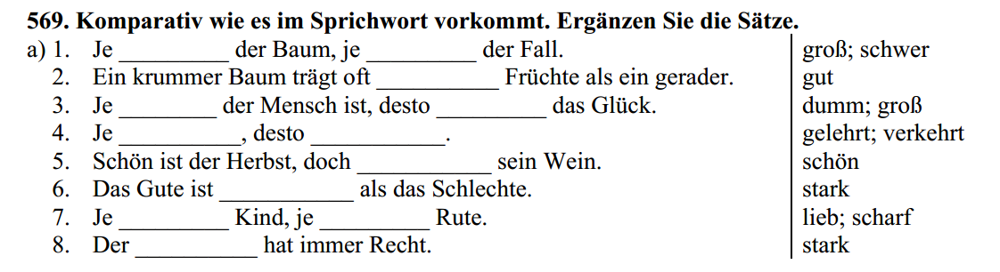 569. Komparativ wie es im Sprichwort vorkommt. Ergänzen Sie die Sätze.
a) 1. Je _________ der Baum, je _________ der Fall. groß; schwer
2. Ein krummer Baum trägt oft __________ Früchte als ein gerader. gut
3. Je ________ der Mensch ist, desto _________ das Glück. dumm; groß
4. Je __________, desto ___________. gelehrt; verkehrt
5. Schön ist der Herbst, doch ___________ sein Wein. schön
6. Das Gute ist ___________ als das Schlechte. stark
7. Je _________ Kind, je _________ Rute. lieb; scharf
8. Der __________ hat immer Recht. stark